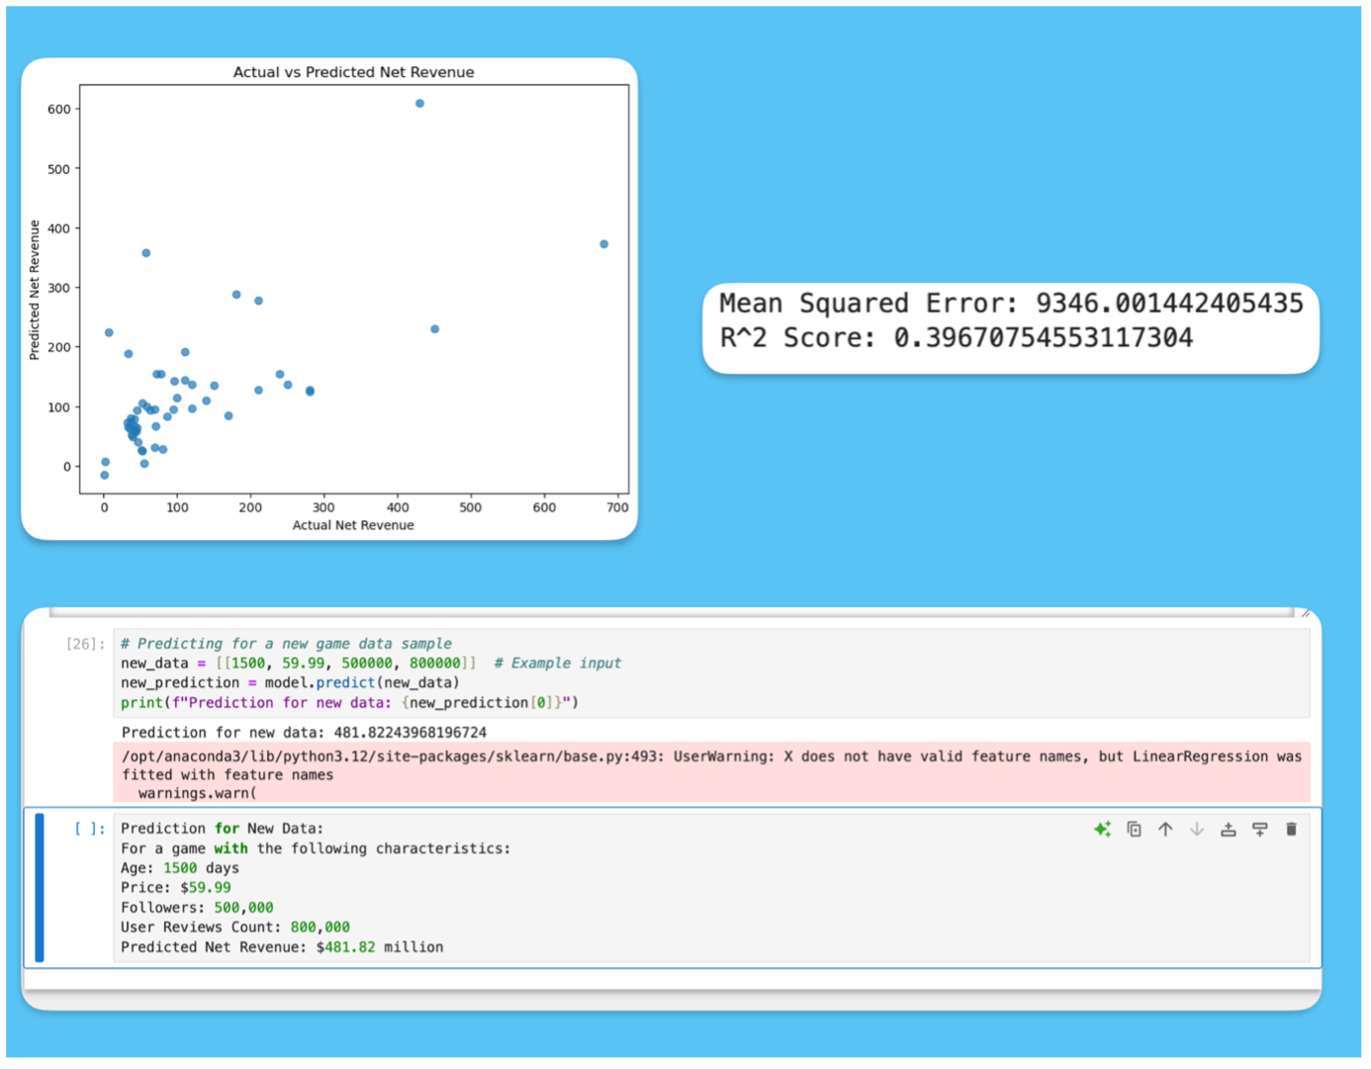 Actual vs Predicted Net Revenue
600
500
400
300
200
100
0
Predicted Net Revenue
0 100 200 300 400 500 600 700
Actual Net Revenue
Mean Squared Error: 9346.001442405435
R^2 Score: 0.39670754553117304
[26]: # Predicting for a new game data sample
new_data = [[1500, 59.99, 500000, 800000]]  # Example input
new_prediction = model.predict(new_data)
print(f"Prediction for new data: {new_prediction[0]}")
Prediction for new data: 481.82243968196724
/opt/anaconda3/lib/python3.12/site-packages/sklearn/base.py:493: UserWarning: X does not have valid feature names, but LinearRegression was
fitted with feature names
warnings.warn(
[ ]: Prediction for New Data:
For a game with the following characteristics:
Age: 1500 days
Price: $59.99
Followers: 500,000
User Reviews Count: 800,000
Predicted Net Revenue: $481.82 million